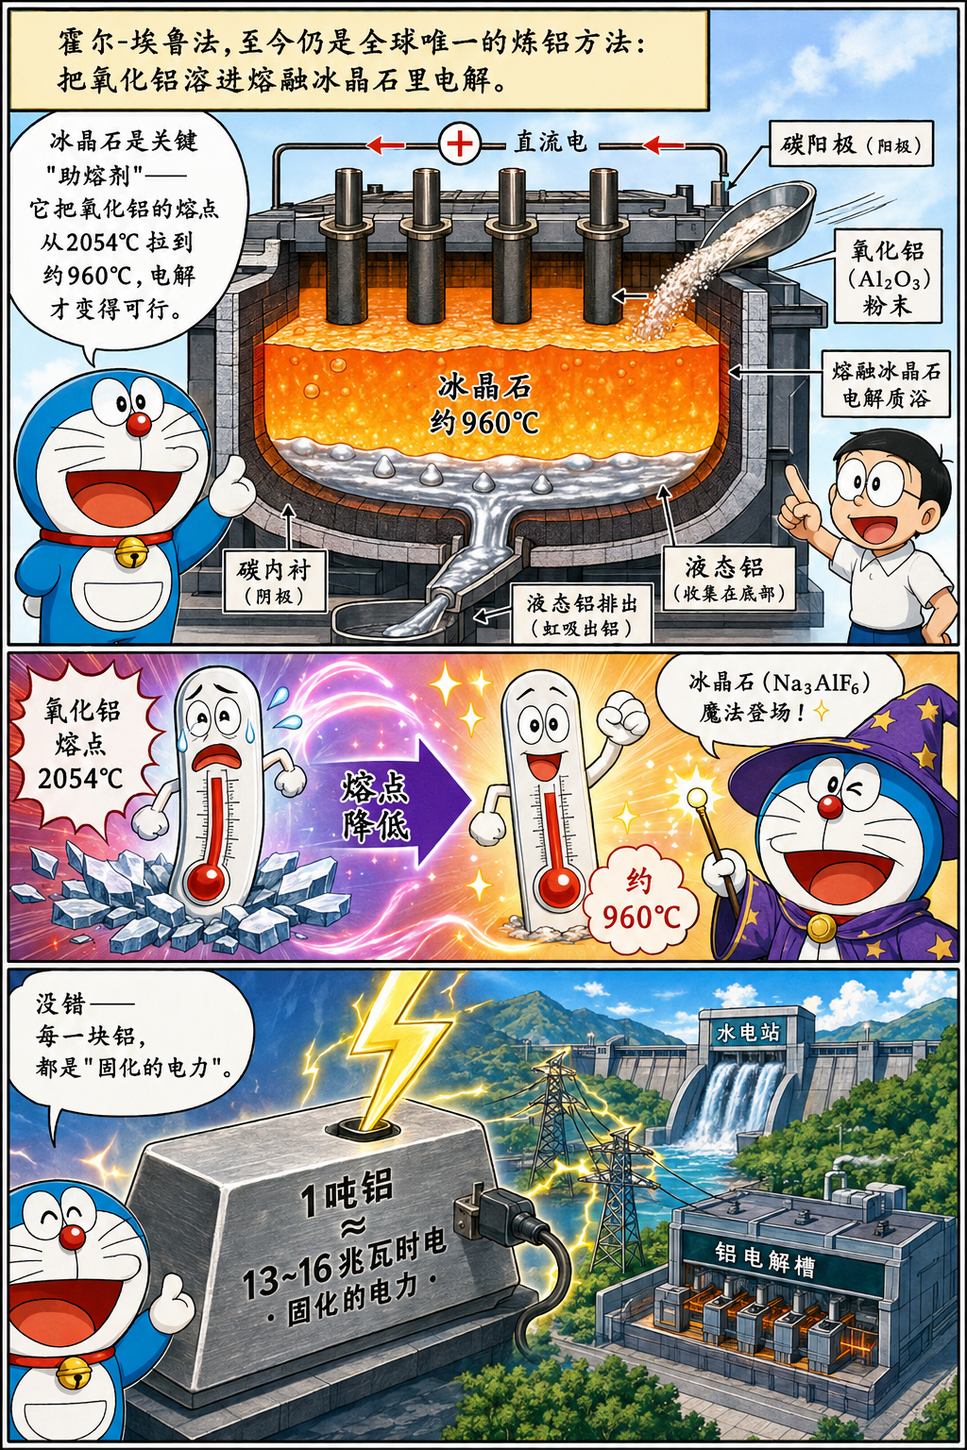 霍尔-埃鲁法,至今仍是全球唯一的炼铝方法:
把氧化铝溶进熔融冰晶石里电解。
冰晶石是关键
"助熔剂"——
它把氧化铝的熔点
从2054℃拉到
约960℃,电解
才变得可行。
+ 直流电
碳阳极(阳极)
氧化铝
(Al₂O₃)
粉末
熔融冰晶石
电解质浴
冰晶石
约960℃
碳内衬
(阴极)
液态铝
(收集在底部)
液态铝排出
(虹吸出铝)
氧化铝
熔点
2054℃
熔点
降低
约
960℃
冰晶石(Na₃AlF₆)
魔法登场!
没错——
每一块铝,
都是"固化的电力"。
1吨铝
≈
13~16兆瓦时电
·固化的电力·
水电站
铝电解槽